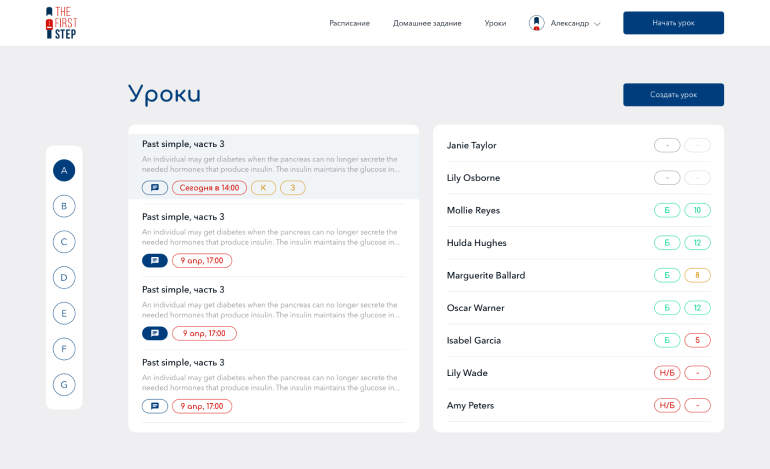 THE
FIRST
STEP
Расписание
Домашнее задание
Уроки
Александр
Начать урок
Уроки
Создать урок
A
B
C
D
E
F
G
Past simple, часть 3
An individual may get diabetes when the pancreas can no longer secrete the
needed hormones that produce insulin. The insulin maintains the glucose in...
Сегодня в 14:00
К
3
Past simple, часть 3
An individual may get diabetes when the pancreas can no longer secrete the
needed hormones that produce insulin. The insulin maintains the glucose in...
9 апр, 17:00
Past simple, часть 3
An individual may get diabetes when the pancreas can no longer secrete the
needed hormones that produce insulin. The insulin maintains the glucose in...
9 апр, 17:00
Past simple, часть 3
An individual may get diabetes when the pancreas can no longer secrete the
needed hormones that produce insulin. The insulin maintains the glucose in...
9 апр, 17:00
Janie Taylor - -
Lily Osborne - -
Mollie Reyes Б 10
Hulda Hughes Б 12
Marguerite Ballard Б 8
Oscar Warner Б 12
Isabel Garcia Б 5
Lily Wade Н/Б -
Amy Peters Н/Б -